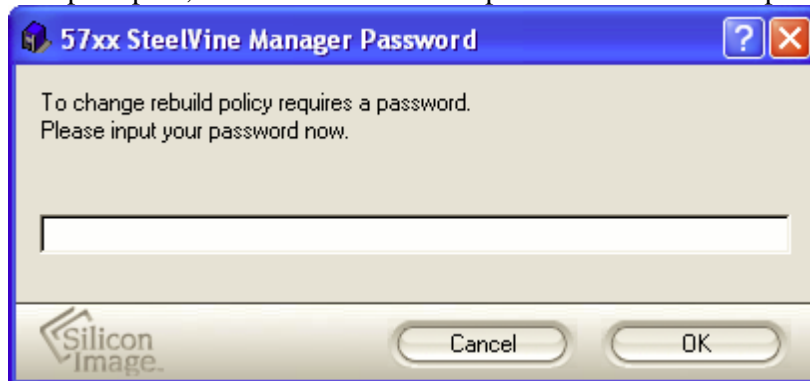 57xx SteelVine Manager Password
To change rebuild policy requires a password.
Please input your password now.
Silicon
Image.
Cancel
OK